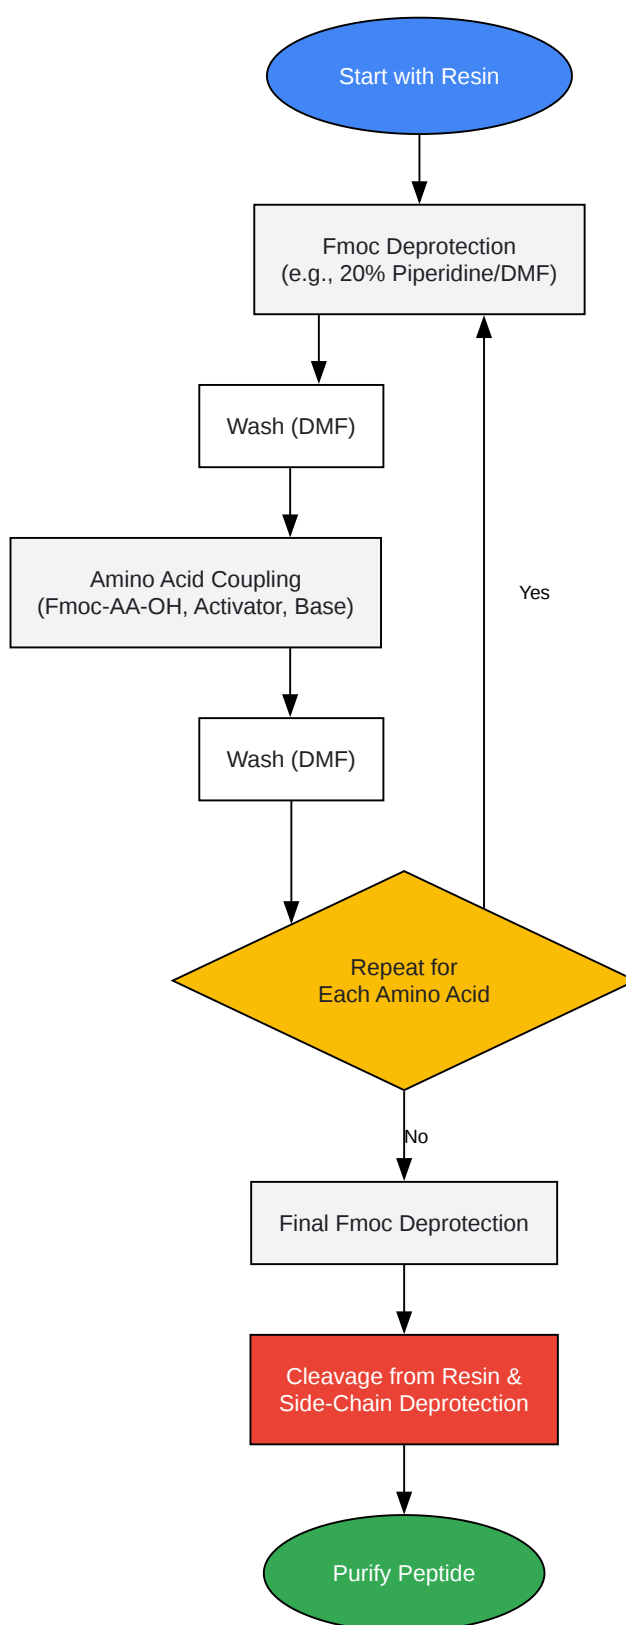 Start with Resin
Fmoc Deprotection
(e.g., 20% Piperidine/DMF)
Wash (DMF)
Amino Acid Coupling
(Fmoc-AA-OH, Activator, Base)
Yes
Wash (DMF)
Repeat for
Each Amino Acid
No
Final Fmoc Deprotection
Cleavage from Resin &
Side-Chain Deprotection
Purify Peptide